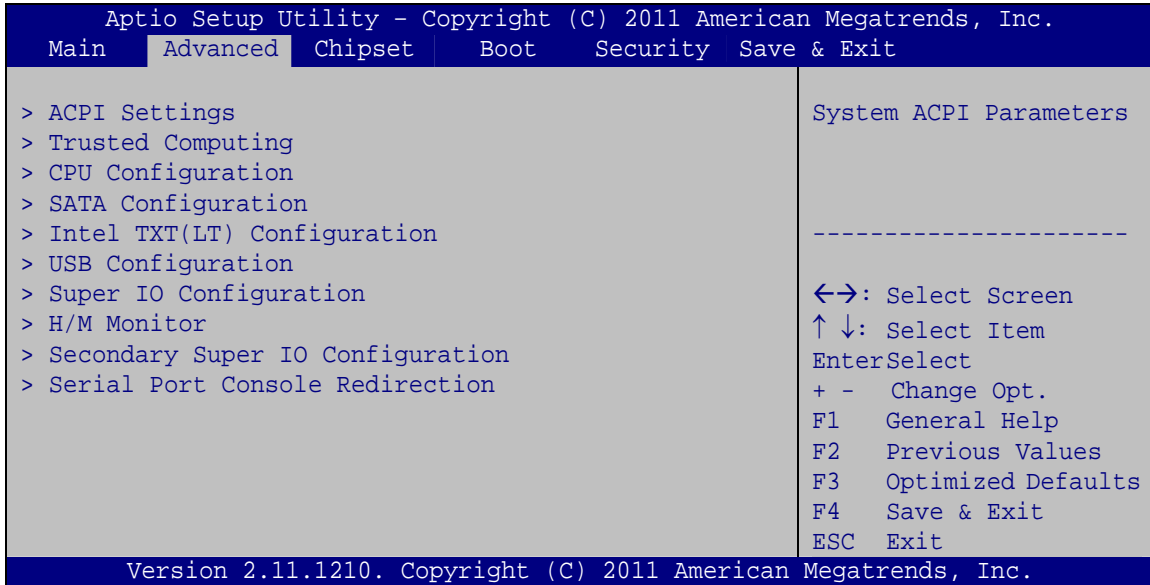 Aptio Setup Utility – Copyright (C) 2011 American Megatrends, Inc.
Main Advanced Chipset Boot Security Save & Exit
> ACPI Settings
> Trusted Computing
> CPU Configuration
> SATA Configuration
> Intel TXT(LT) Configuration
> USB Configuration
> Super IO Configuration
> H/M Monitor
> Secondary Super IO Configuration
> Serial Port Console Redirection
System ACPI Parameters
----------------------
←→: Select Screen
↑ ↓: Select Item
EnterSelect
+ - Change Opt.
F1 General Help
F2 Previous Values
F3 Optimized Defaults
F4 Save & Exit
ESC Exit
Version 2.11.1210. Copyright (C) 2011 American Megatrends, Inc.